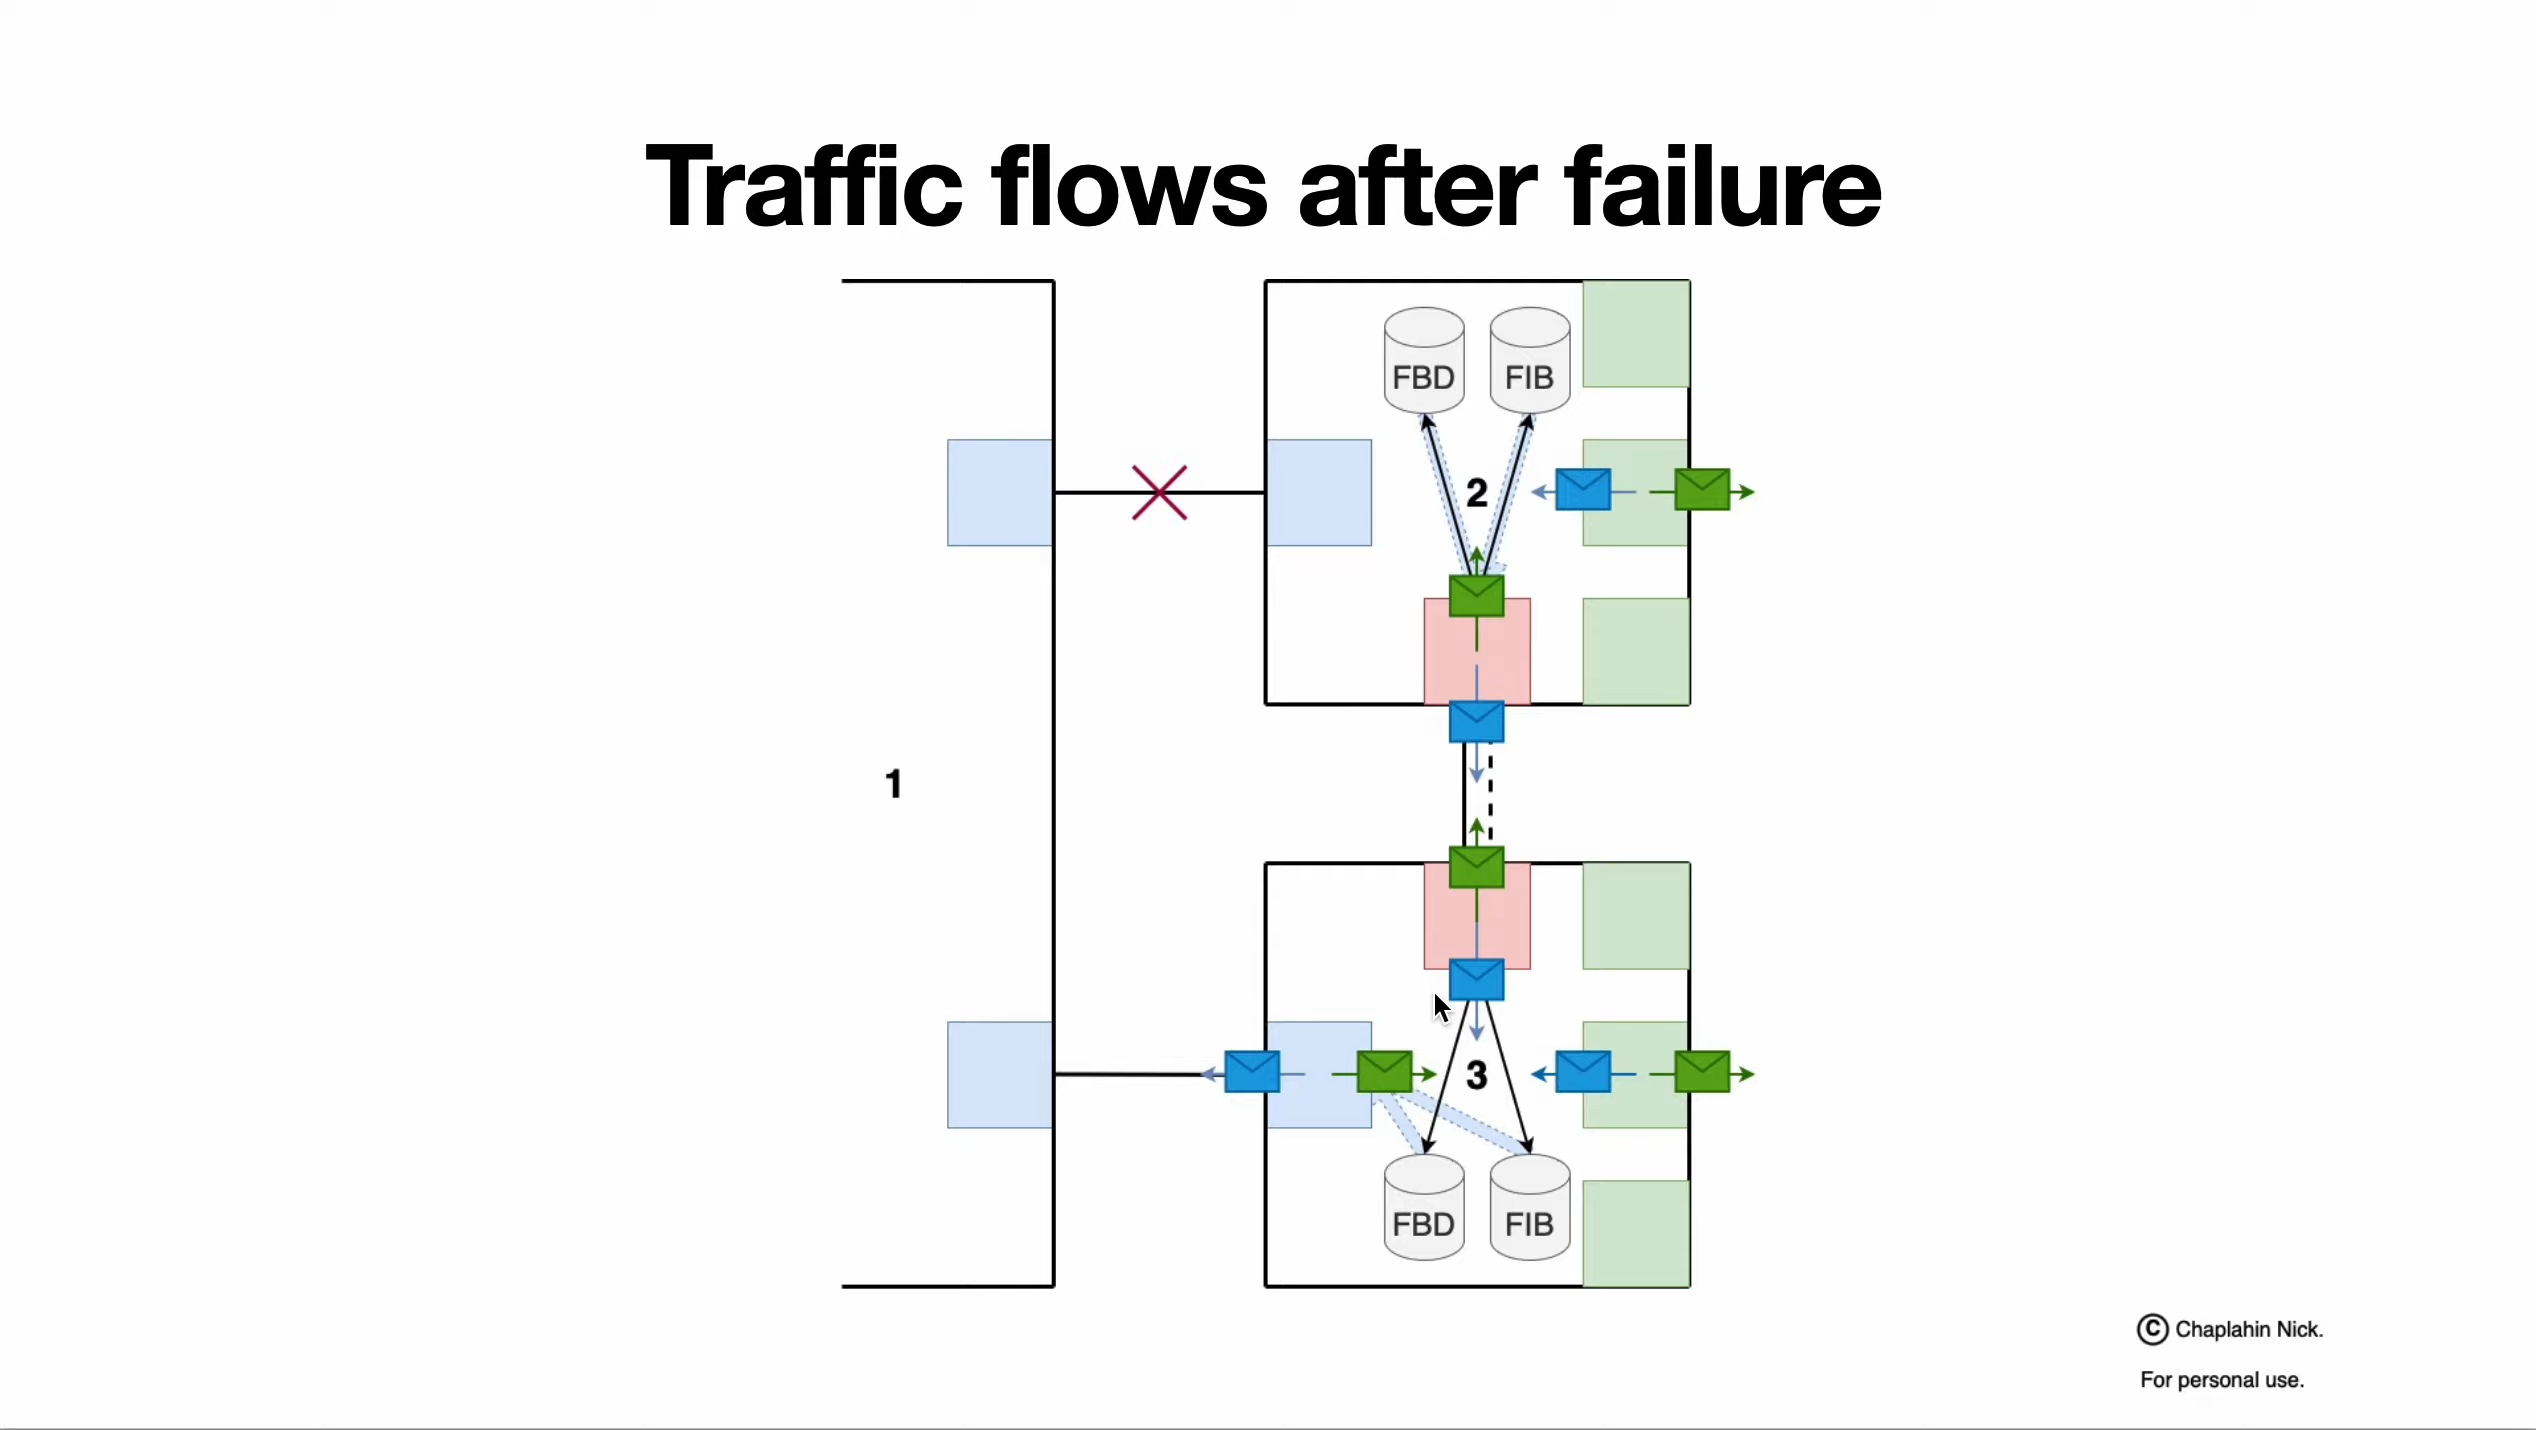 Traffic flows after failure
FBD FIB
2
1
3
FBD FIB
© Chaplahin Nick.
For personal use.